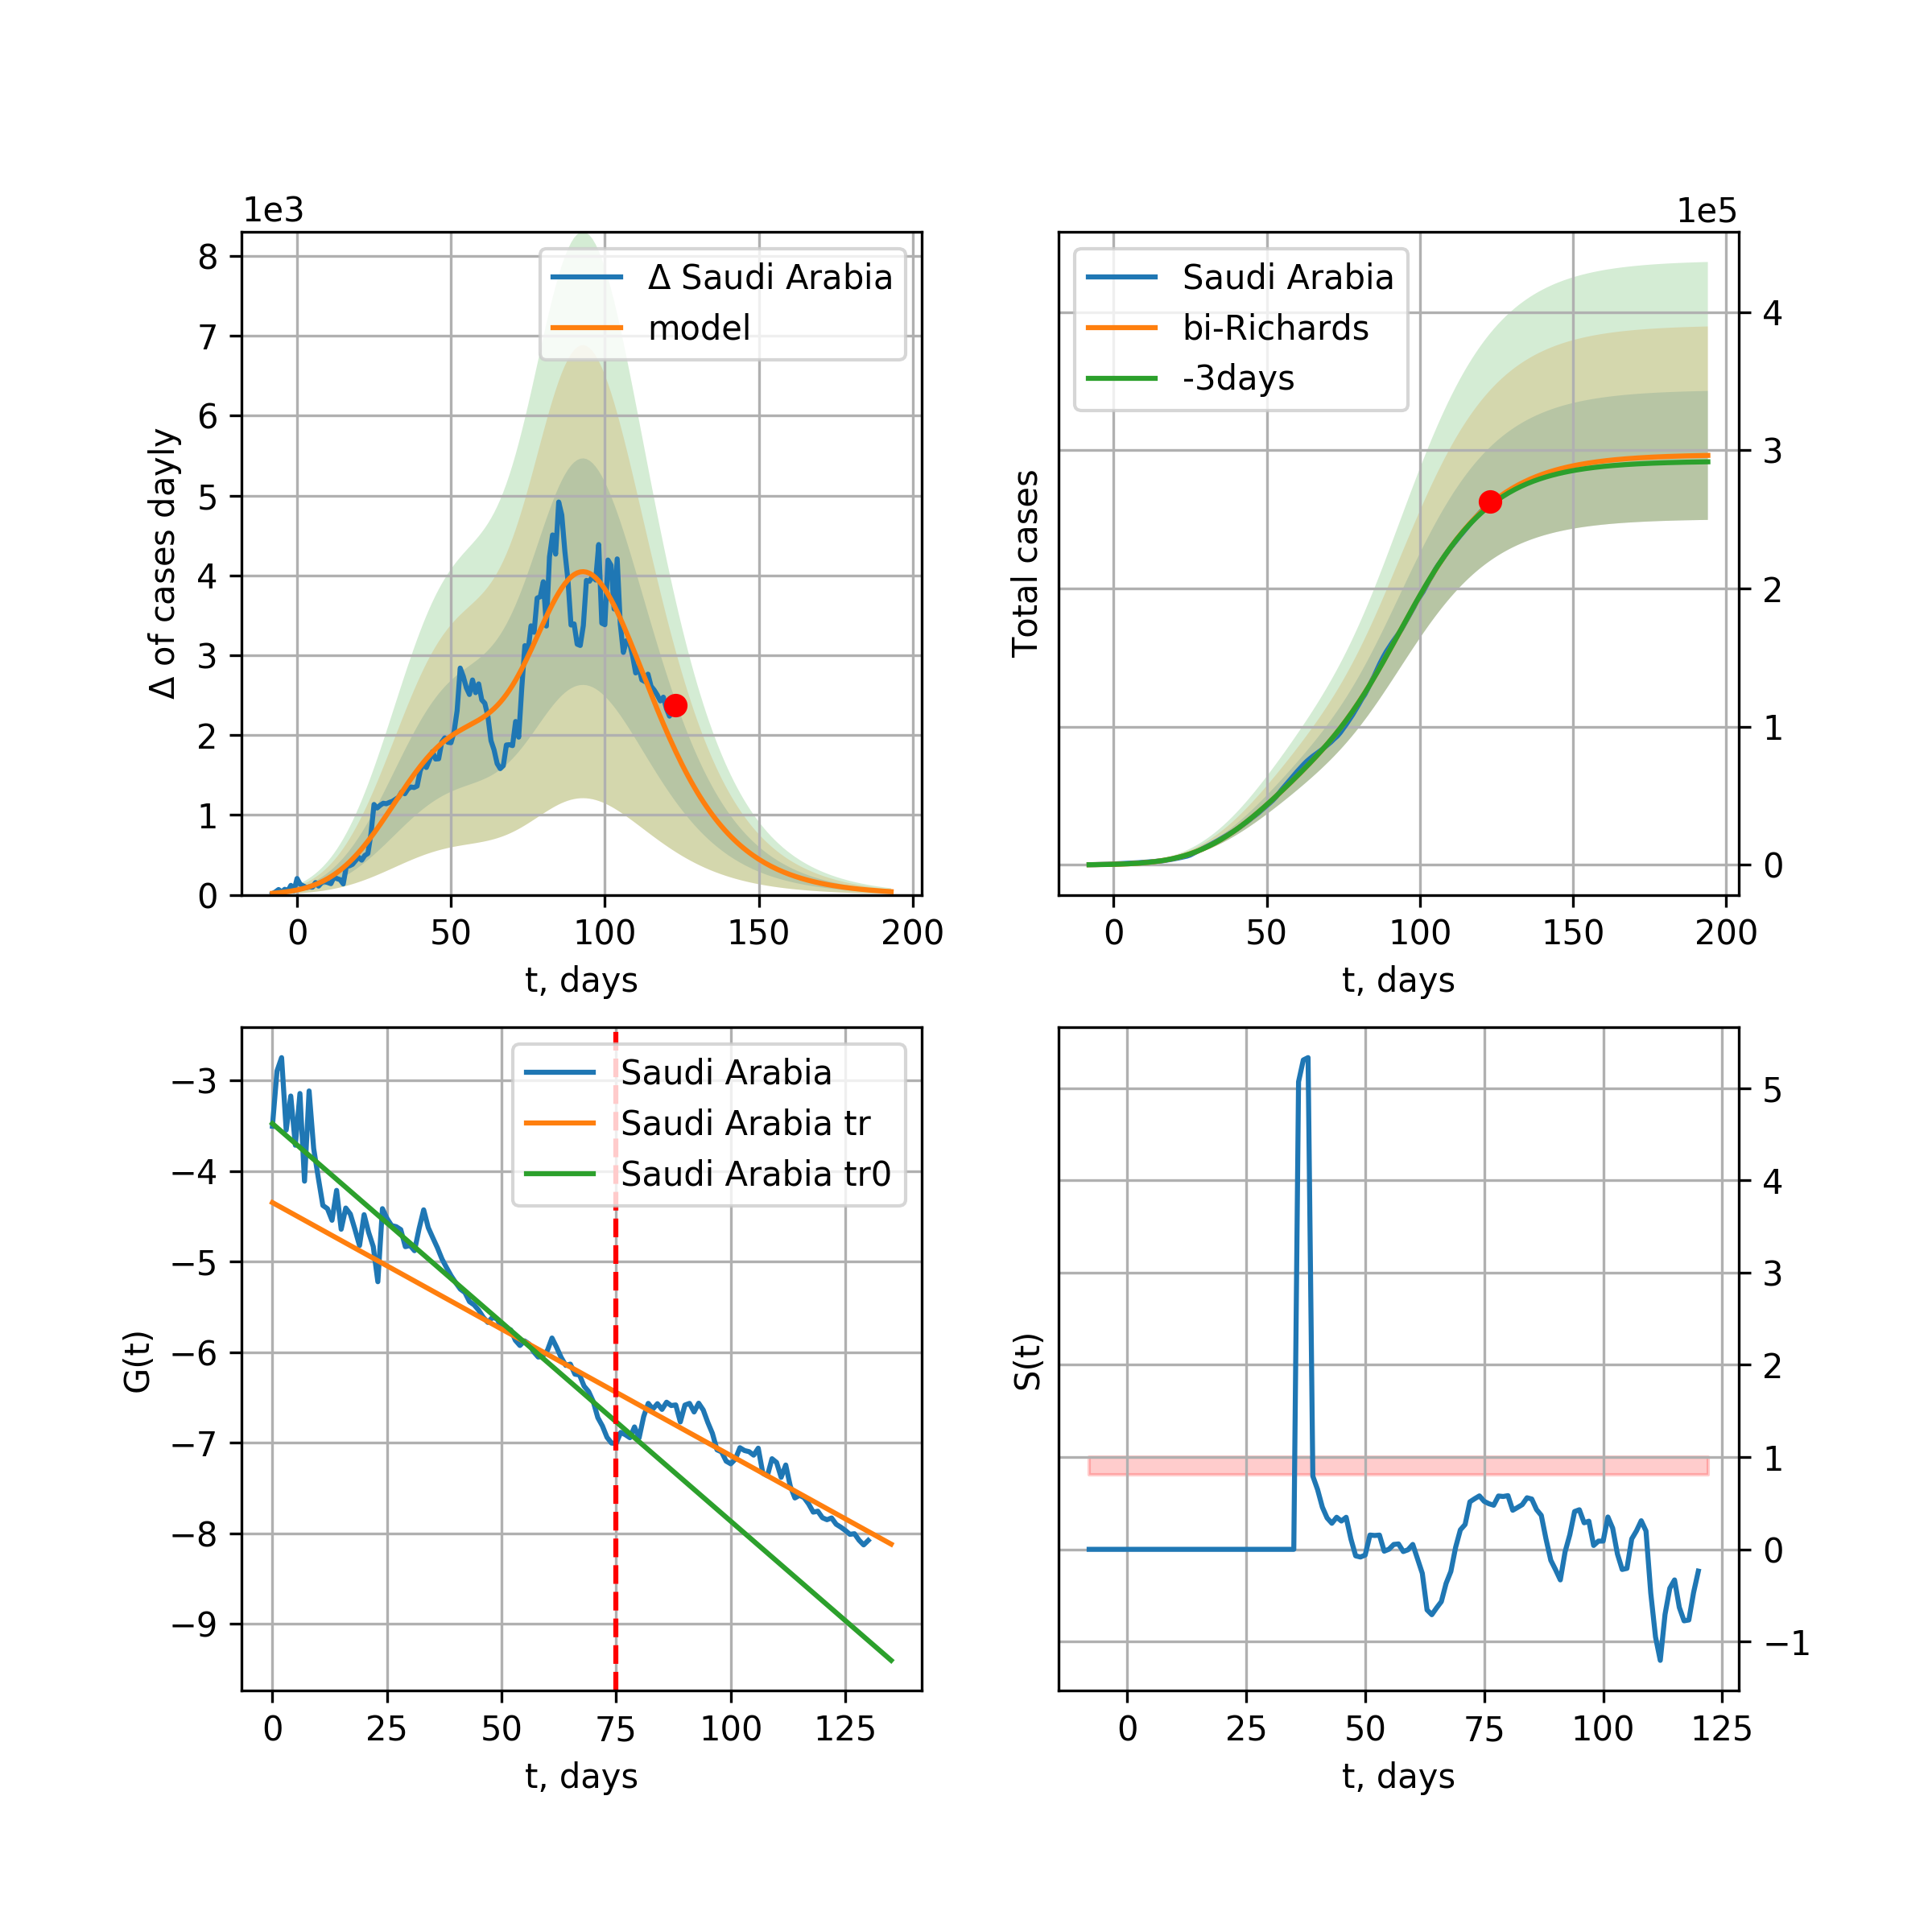 1e3
Δ of cases dayly
8
7
6
5
4
3
2
1
0
0 50 100 150 200
t, days
Δ Saudi Arabia
model
1e5
Total cases
4
3
2
1
0
0 50 100 150 200
t, days
Saudi Arabia
bi-Richards
-3days
G(t)
−3
−4
−5
−6
−7
−8
−9
0 25 50 75 100 125
t, days
Saudi Arabia
Saudi Arabia tr
Saudi Arabia tr0
S(t)
5
4
3
2
1
0
−1
0 25 50 75 100 125
t, days